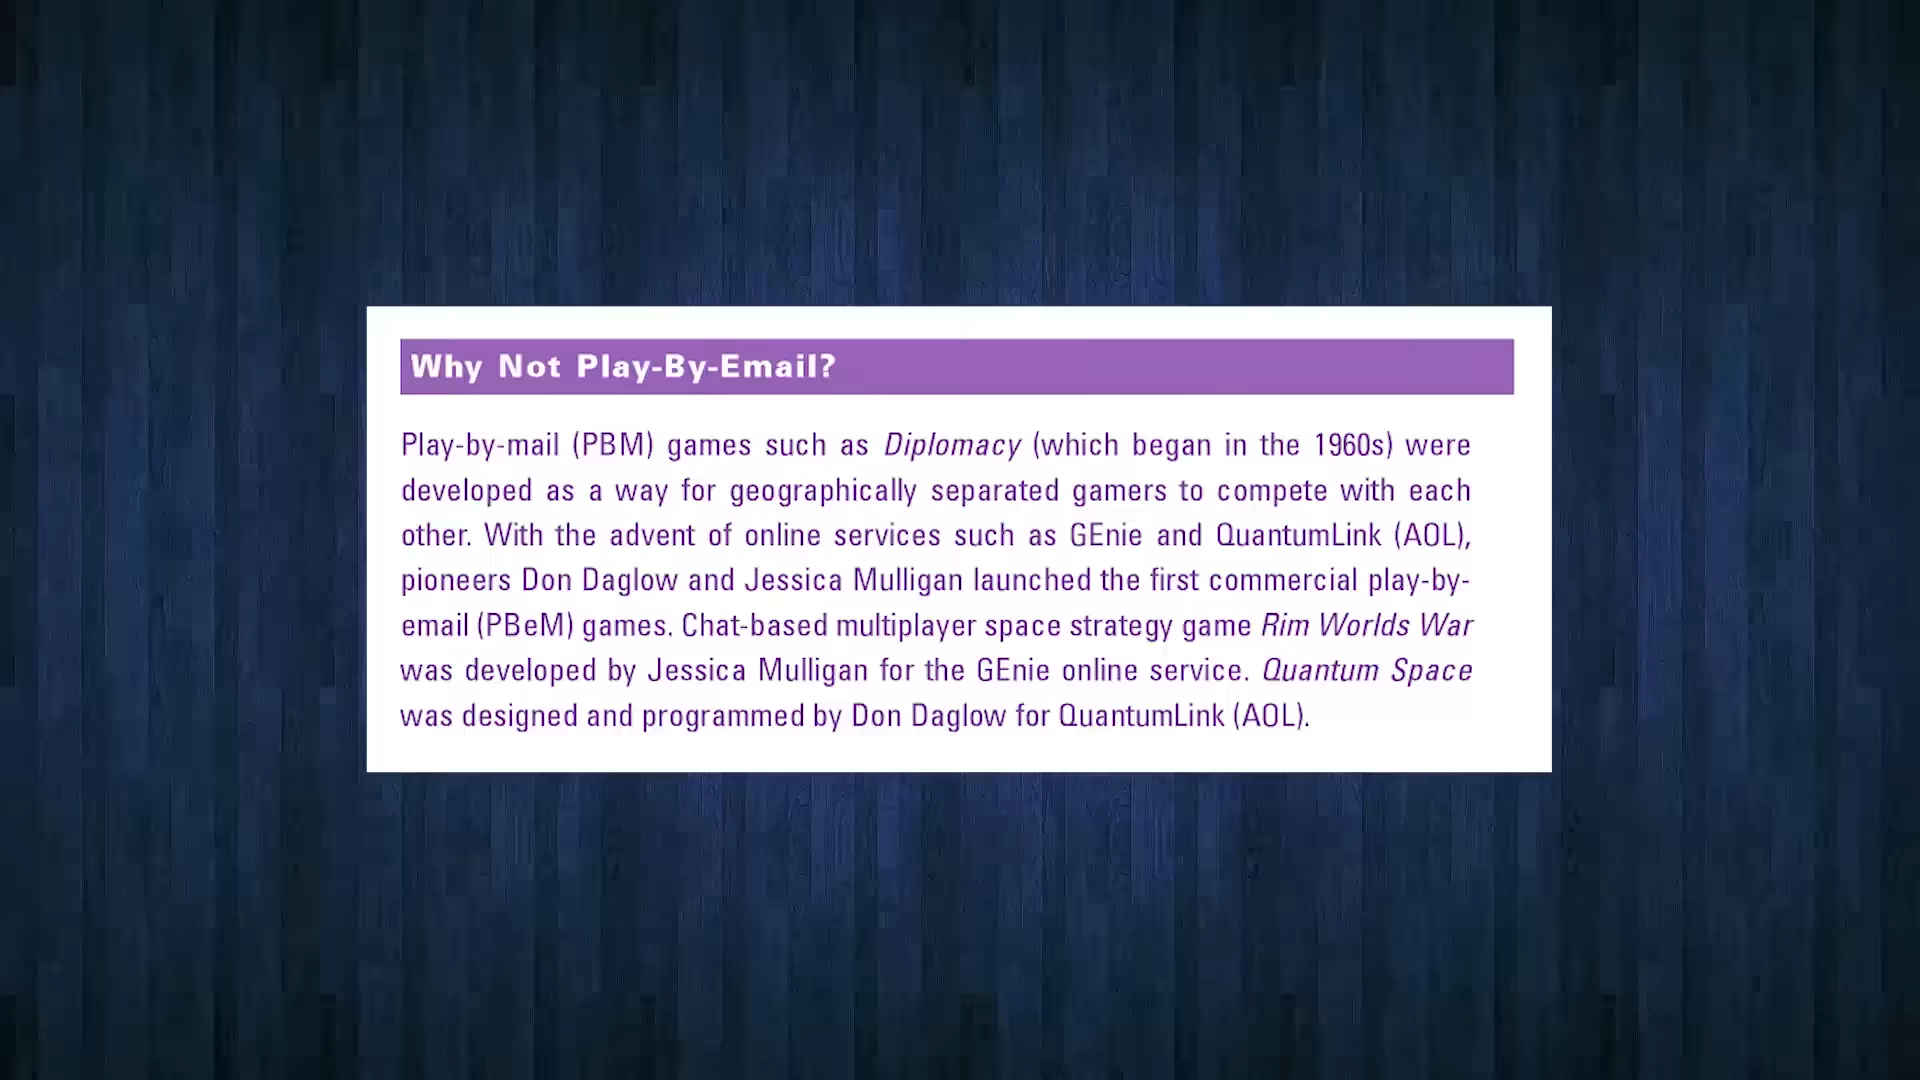 Why Not Play-By-Email?
Play-by-mail (PBM) games such as Diplomacy (which began in the 1960s) were
developed as a way for geographically separated gamers to compete with each
other. With the advent of online services such as GEnie and QuantumLink (AOL),
pioneers Don Daglow and Jessica Mulligan launched the first commercial play-by-
email (PBeM) games. Chat-based multiplayer space strategy game Rim Worlds War
was developed by Jessica Mulligan for the GEnie online service. Quantum Space
was designed and programmed by Don Daglow for QuantumLink (AOL).